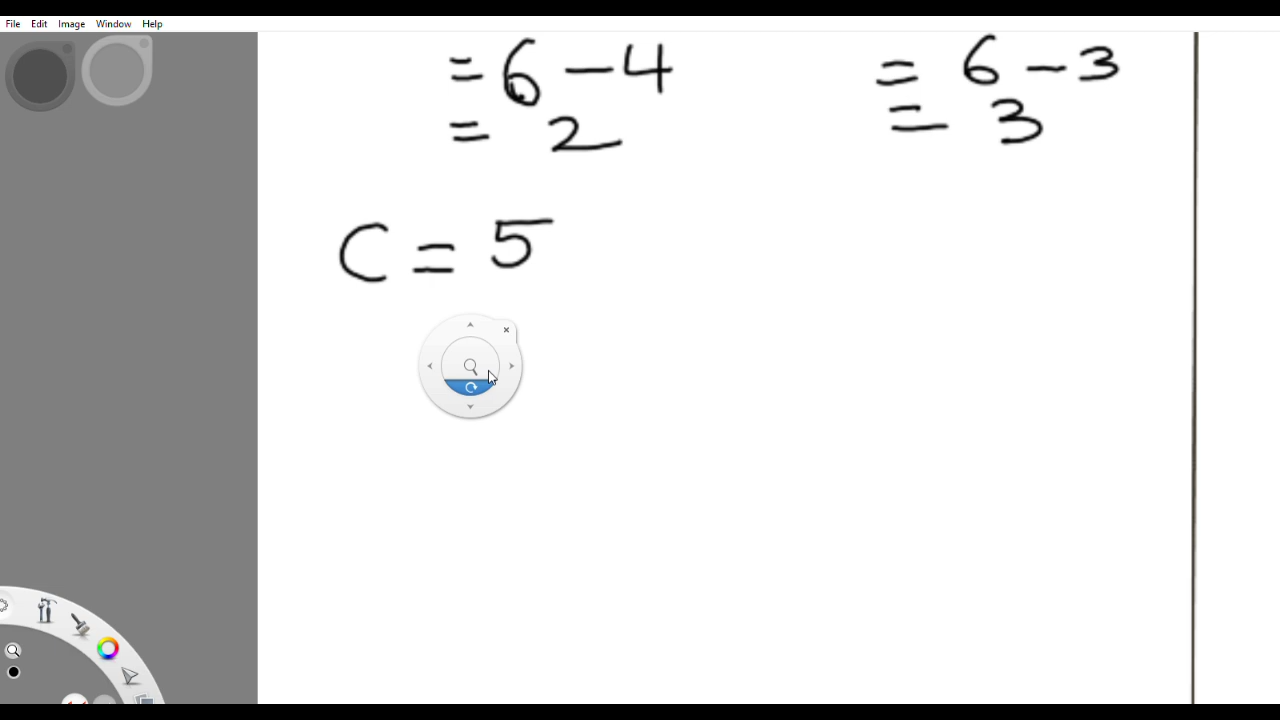 File Edit Image Window Help
= 6 - 4
= 2
= 6 - 3
= 3
C = 5